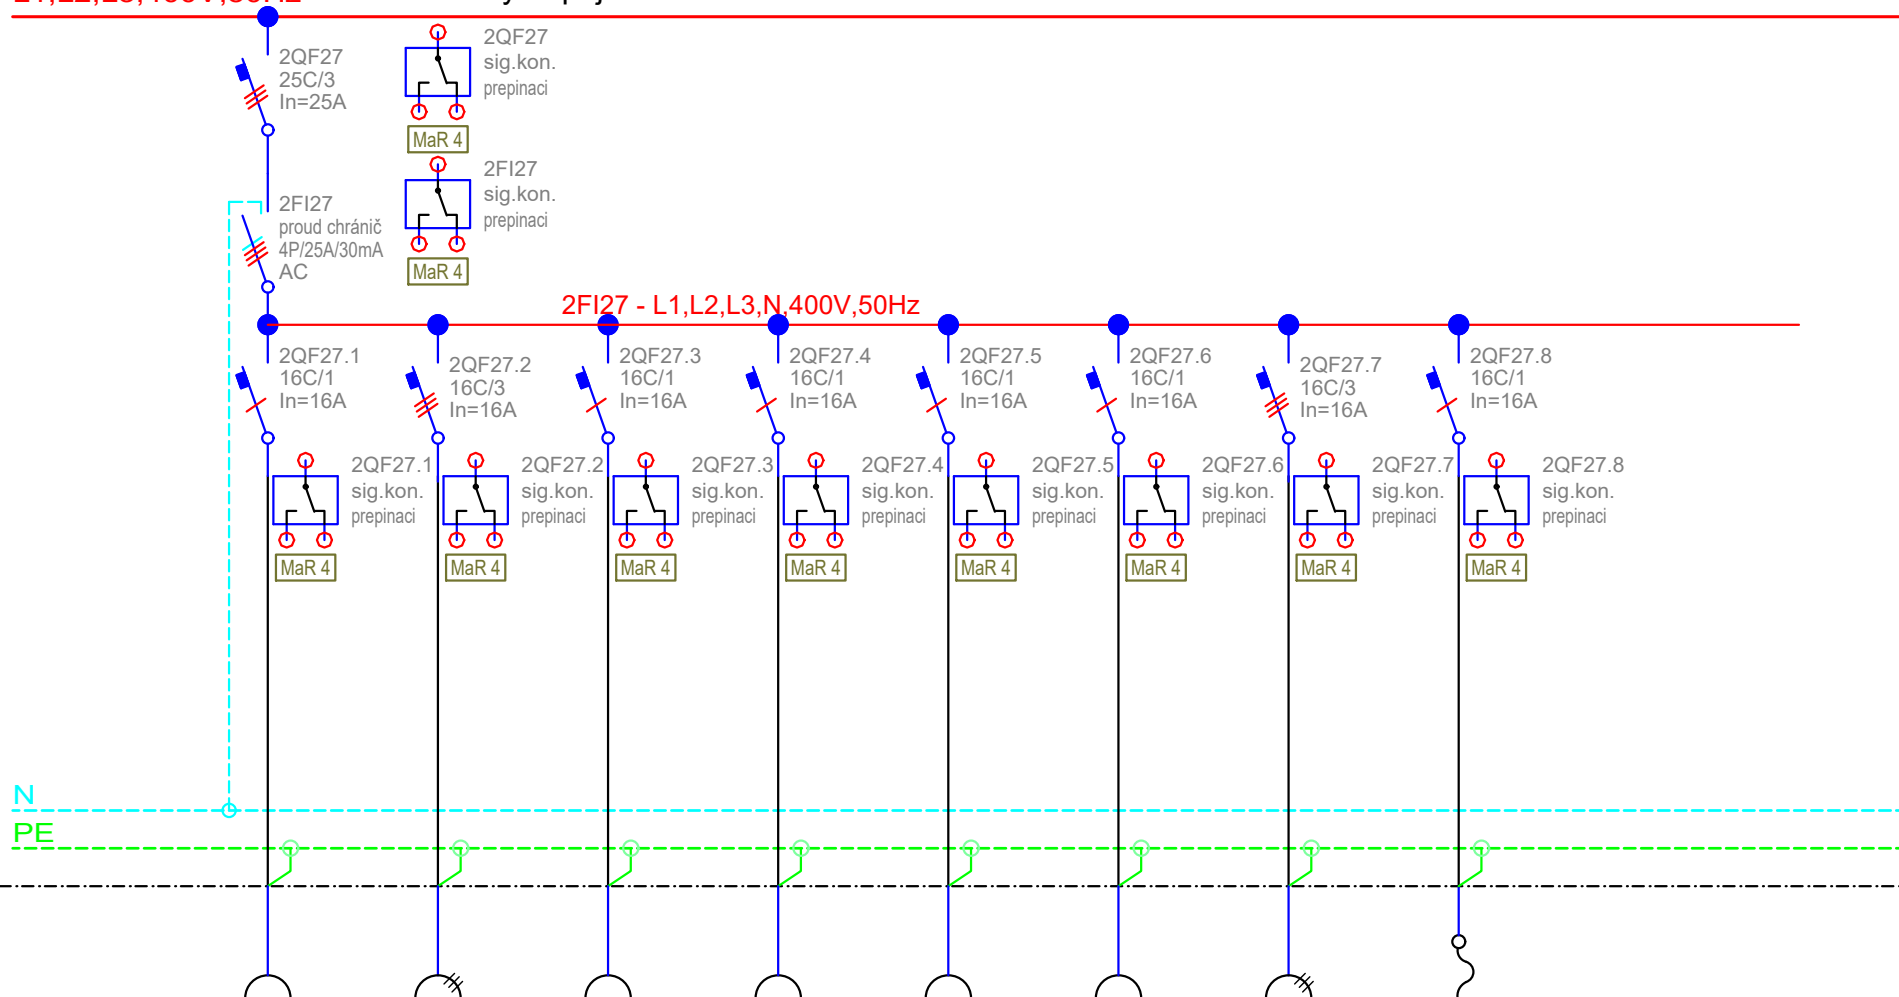 2QF27
25C/3
In=25A
2QF27
sig.kon.
prepinaci
MaR 4
2FI27
proud chránič
4P/25A/30mA
AC
2FI27
sig.kon.
prepinaci
MaR 4
2FI27 - L1,L2,L3,N,400V,50Hz
2QF27.1
16C/1
In=16A
2QF27.2
16C/3
In=16A
2QF27.3
16C/1
In=16A
2QF27.4
16C/1
In=16A
2QF27.5
16C/1
In=16A
2QF27.6
16C/1
In=16A
2QF27.7
16C/3
In=16A
2QF27.8
16C/1
In=16A
2QF27.1
sig.kon.
prepinaci
MaR 4
2QF27.2
sig.kon.
prepinaci
MaR 4
2QF27.3
sig.kon.
prepinaci
MaR 4
2QF27.4
sig.kon.
prepinaci
MaR 4
2QF27.5
sig.kon.
prepinaci
MaR 4
2QF27.6
sig.kon.
prepinaci
MaR 4
2QF27.7
sig.kon.
prepinaci
MaR 4
2QF27.8
sig.kon.
prepinaci
MaR 4
N
PE